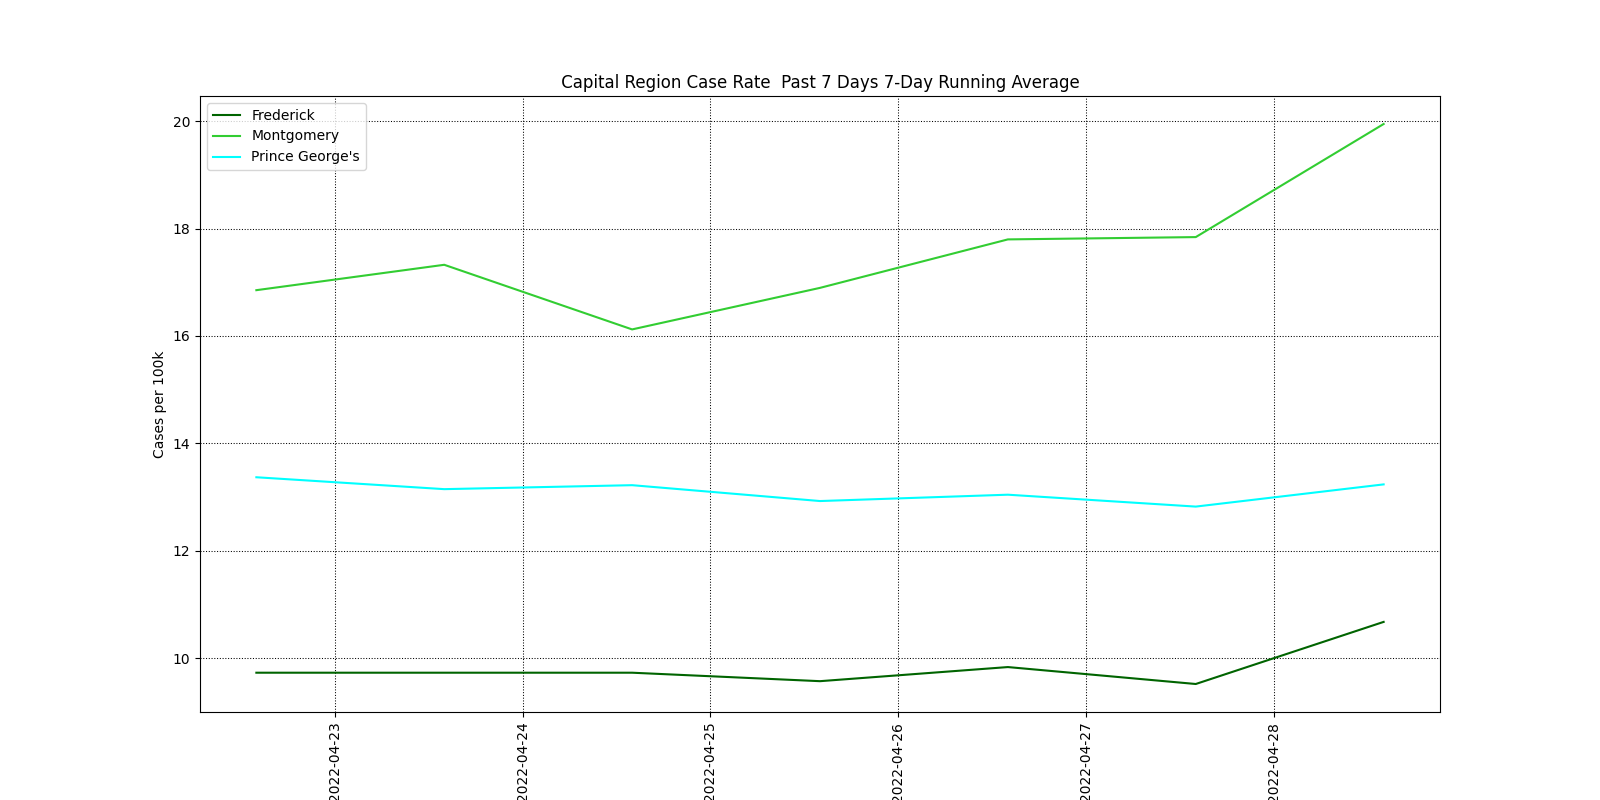 Capital Region Case Rate  Past 7 Days 7-Day Running Average
Frederick
Montgomery
Prince George's
Cases per 100k
20
18
16
14
12
10
2022-04-23
2022-04-24
2022-04-25
2022-04-26
2022-04-27
2022-04-28